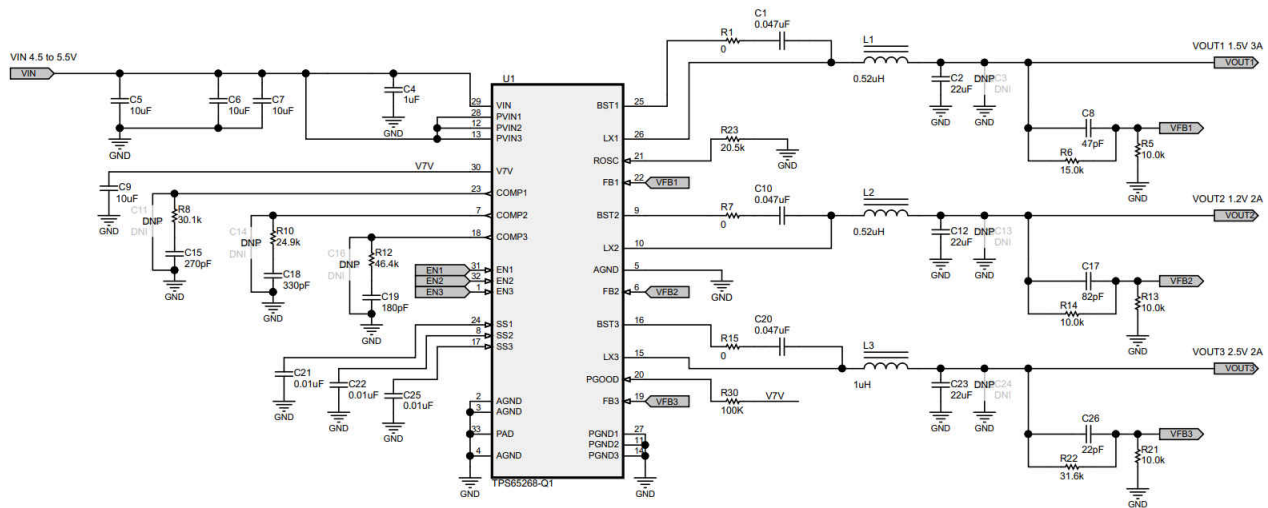 VIN 4.5 to 5.5V
VIN
C5
10uF
C6
10uF
C7
10uF
C4
1uF
GND
GND
U1
29 VIN
28 PVIN1
12 PVIN2
13 PVIN3
V7V
30 V7V
C9
10uF
GND
23 COMP1
7 COMP2
18 COMP3
C11
DNP
DNI
R8
30.1k
C15
270pF
GND
C14
DNP
DNI
R10
24.9k
C18
330pF
GND
C16
DNP
DNI
R12
46.4k
C19
180pF
GND
EN1 31 EN1
EN2 32 EN2
EN3 1 EN3
24 SS1
8 SS2
17 SS3
C21
0.01uF
GND
C22
0.01uF
GND
C25
0.01uF
GND
2 AGND
3 AGND
33 PAD
4 AGND
GND
TPS65268-Q1
BST1 25
LX1 26
ROSC 21
FB1 22 VFB1
BST2 9
LX2 10
AGND 5
FB2 6 VFB2
BST3 16
LX3 15
PGOOD 20
FB3 19 VFB3
PGND1 27
PGND2 11
PGND3 14
GND
R1
0
C1
0.047uF
L1
0.52uH
R23
20.5k
GND
C2
22uF
GND
DNP
C3
DNI
GND
VOUT1 1.5V 3A
VOUT1
C8
47pF
R6
15.0k
VFB1
R5
10.0k
GND
R7
0
C10
0.047uF
L2
0.52uH
GND
C12
22uF
GND
DNP
C13
DNI
GND
VOUT2 1.2V 2A
VOUT2
C17
82pF
R14
10.0k
VFB2
R13
10.0k
GND
R15
0
C20
0.047uF
L3
1uH
R30
100K
V7V
C23
22uF
GND
DNP
C24
DNI
GND
VOUT3 2.5V 2A
VOUT3
C26
22pF
R22
31.6k
VFB3
R21
10.0k
GND